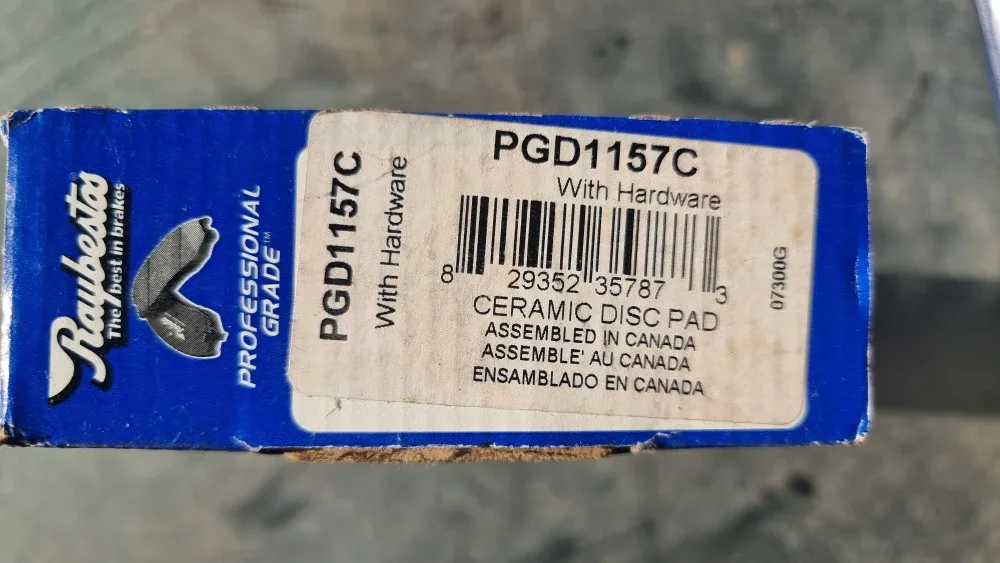 Raybestos
The best in brakes
PROFESSIONAL
GRADE™
PGD1157C
With Hardware
PGD1157C
With Hardware
8 29352 35787 3
CERAMIC DISC PAD
ASSEMBLED IN CANADA
ASSEMBLE' AU CANADA
ENSAMBLADO EN CANADA
07300G